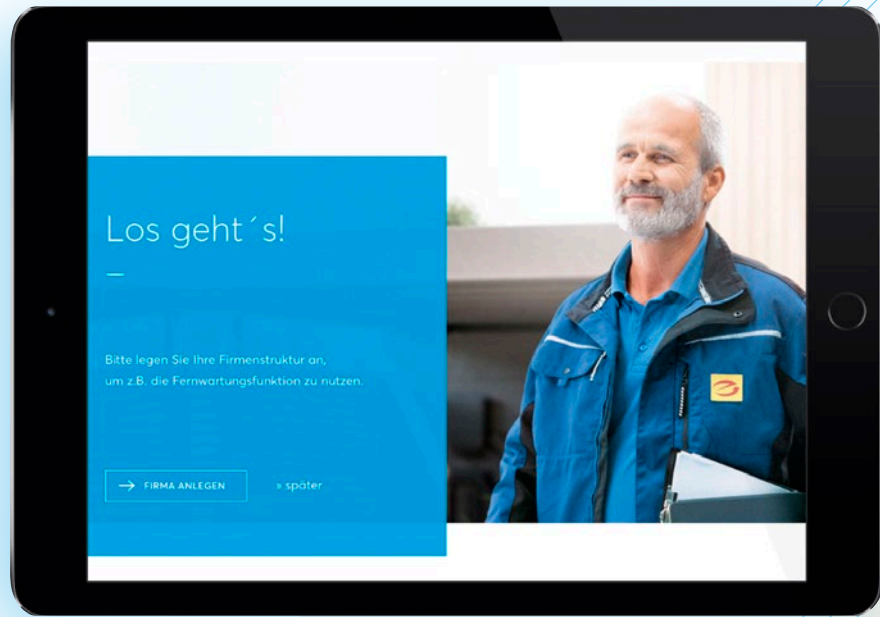 Los geht´s!
Bitte legen Sie Ihre Firmenstruktur an,
um z.B. die Fernwartungsfunktion zu nutzen.
→ FIRMA ANLEGEN » später